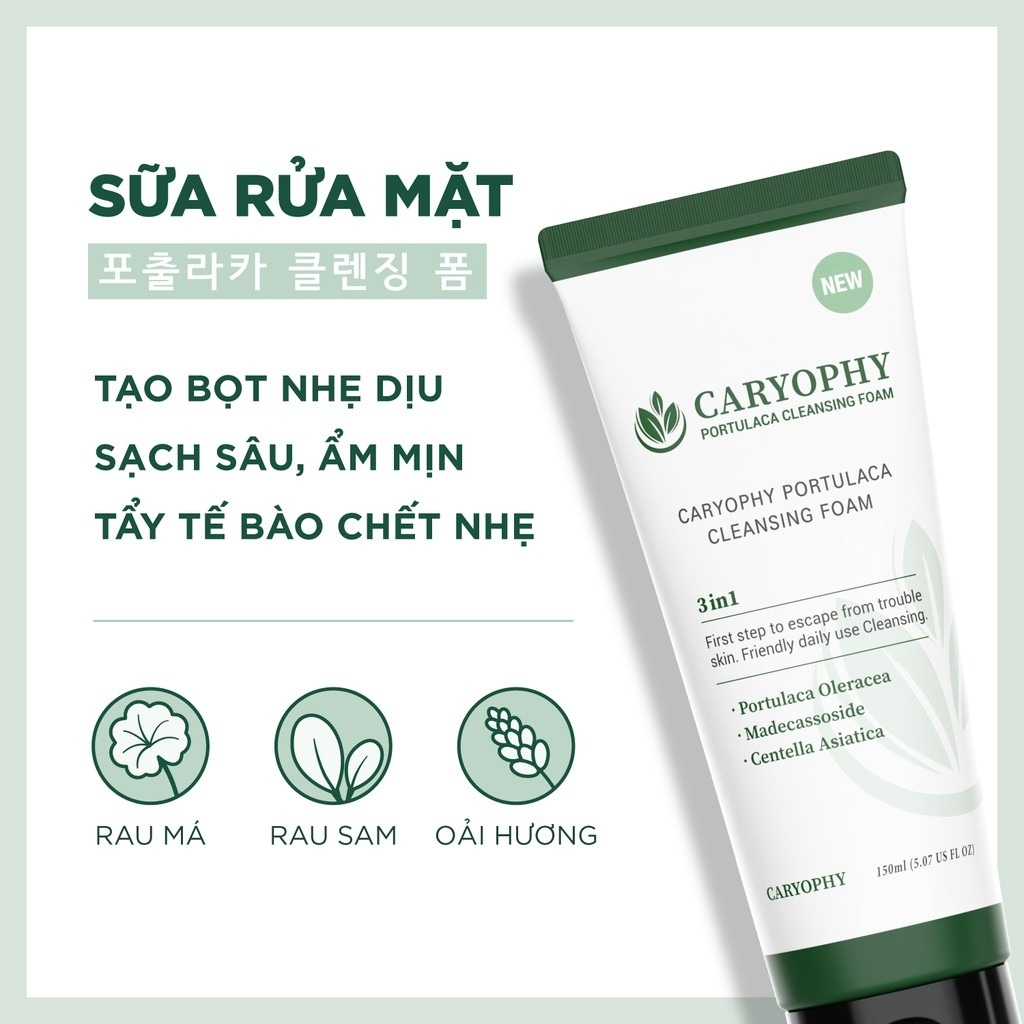 SỮA RỬA MẶT
포출라카 클렌징 폼
TẠO BỌT NHẸ DỊU
SẠCH SÂU, ẨM MỊN
TẨY TẾ BÀO CHẾT NHẸ
RAU MÁ
RAU SAM
OẢI HƯƠNG
NEW
CARYOPHY
PORTULACA CLEANSING FOAM
CARYOPHY PORTULACA
CLEANSING FOAM
3in1
First step to escape from trouble
skin. Friendly daily use Cleansing.
· Portulaca Oleracea
· Madecassoside
· Centella Asiatica
CARYOPHY
150ml (5.07 US FL OZ)